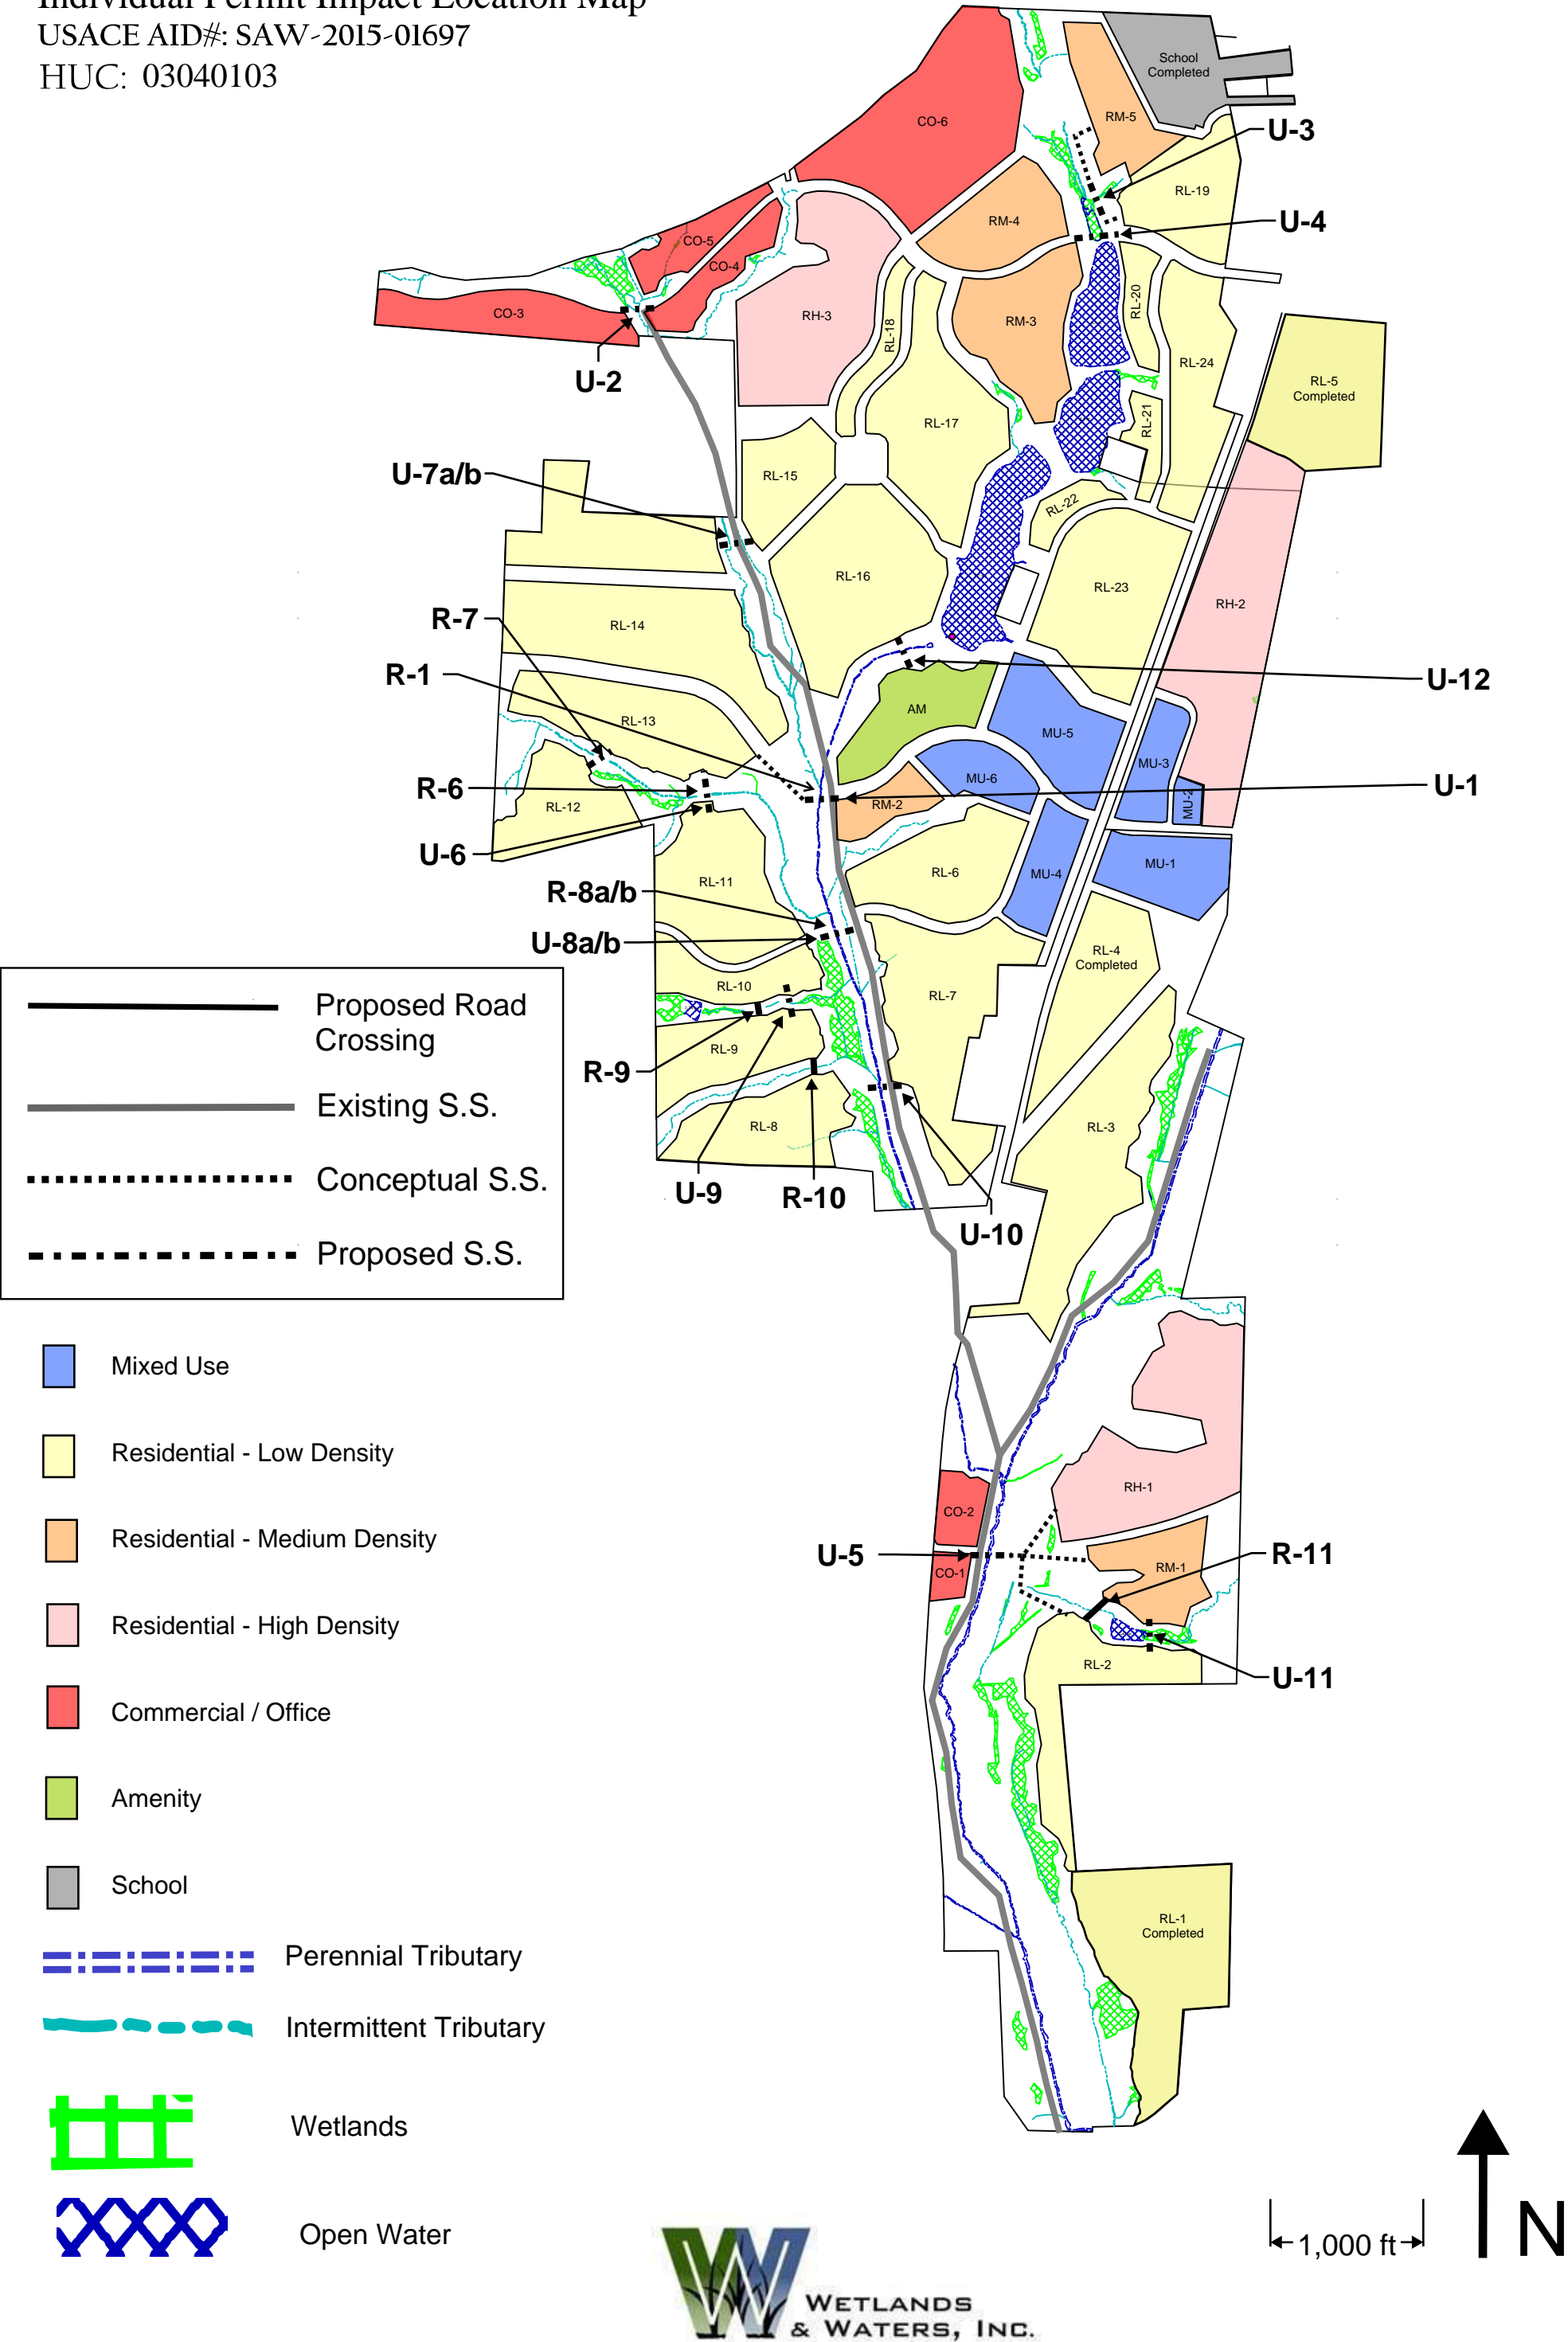 Individual Permit Impact Location Map
USACE AID#: SAW-2015-01697
HUC: 03040103
School
Completed
CO-6
RM-5
U-3
RL-19
RM-4
U-4
CO-5
CO-4
CO-3
RH-3
RL-18
RM-3
RL-20
RL-24
U-2
RL-5
Completed
RL-17
RL-21
U-7a/b
RL-15
RL-22
RL-16
RL-23
RH-2
R-7
RL-14
R-1
U-12
AM
RL-13
MU-5
MU-3
MU-6
U-1
R-6
RL-12
RM-2
MU-2
U-6
RL-11
RL-6
MU-4
MU-1
R-8a/b
U-8a/b
RL-4
Completed
RL-10
RL-7
RL-9
R-9
RL-8
RL-3
U-9
R-10
U-10
Proposed Road
Crossing
Existing S.S.
Conceptual S.S.
Proposed S.S.
Mixed Use
Residential - Low Density
Residential - Medium Density
Residential - High Density
Commercial / Office
Amenity
School
Perennial Tributary
Intermittent Tributary
Wetlands
Open Water
RH-1
CO-2
U-5
CO-1
RM-1
R-11
RL-2
U-11
RL-1
Completed
1,000 ft
N
WETLANDS
& WATERS, INC.